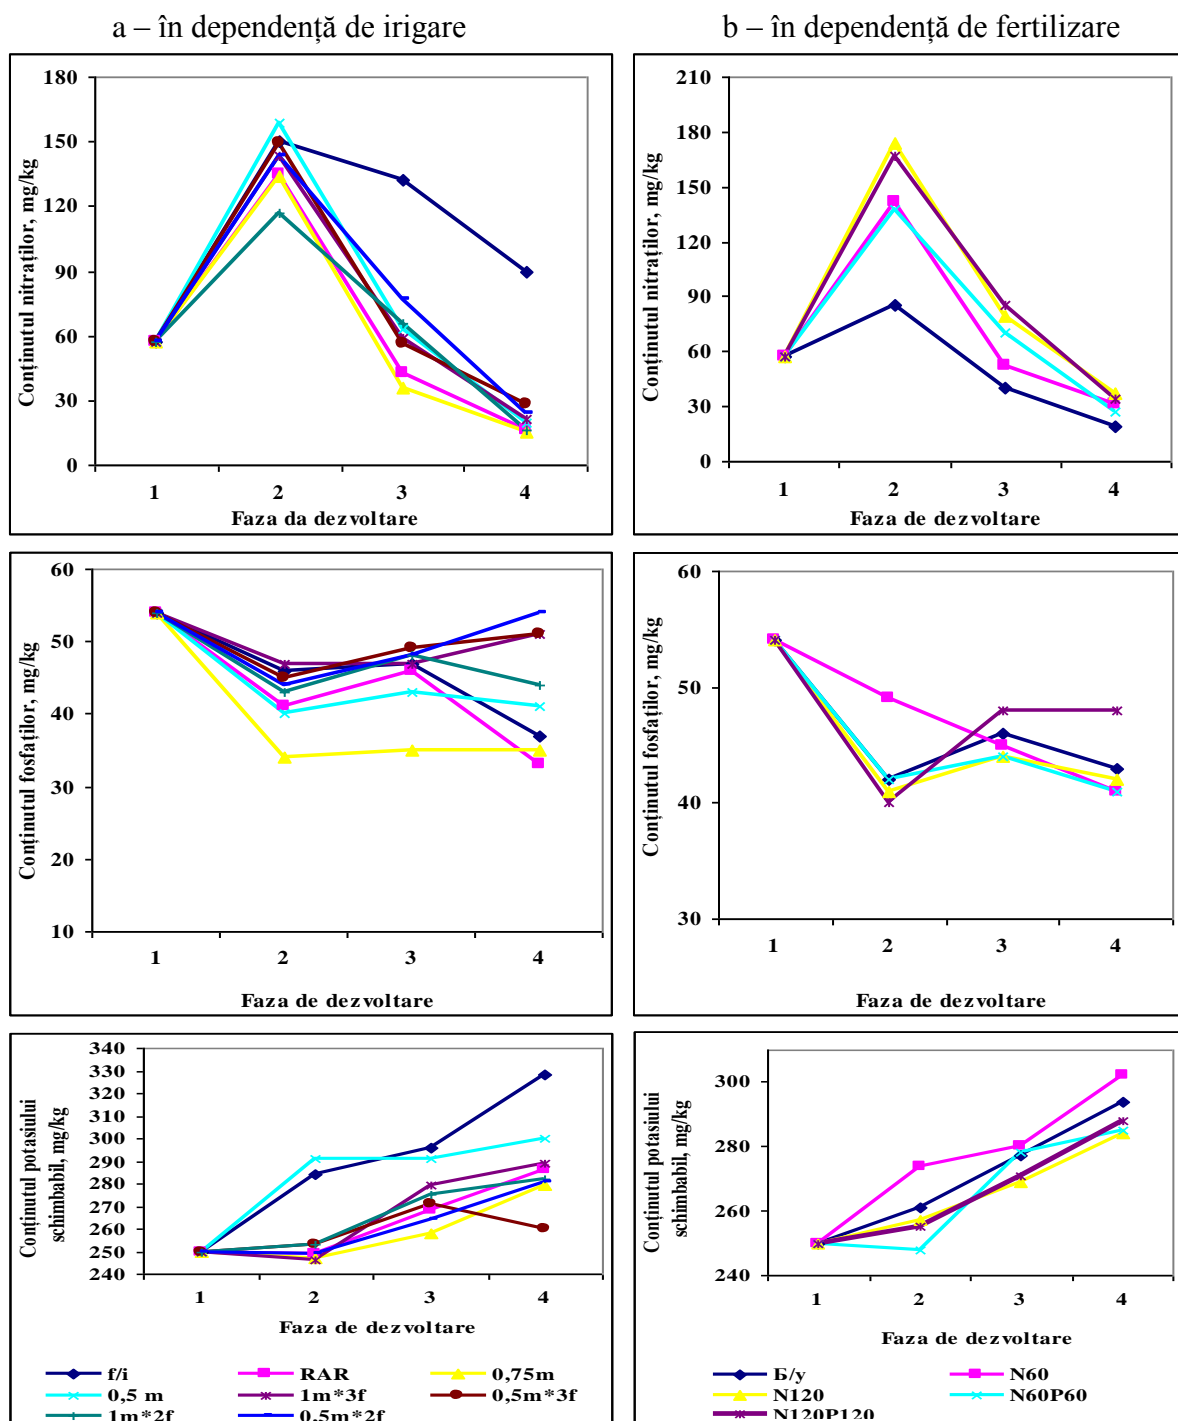 a – în dependență de irigare
b – în dependență de fertilizare
Conținutul nitraților, mg/kg
180
150
120
90
60
30
0
1 2 3 4
Faza da dezvoltare
Conținutul nitraților, mg/kg
210
180
150
120
90
60
30
0
1 2 3 4
Faza de dezvoltare
Conținutul fosfaților, mg/kg
60
50
40
30
20
10
1 2 3 4
Faza de dezvoltare
Conținutul fosfaților, mg/kg
60
50
40
30
1 2 3 4
Faza de dezvoltare
Conținutul potasiului
schimbabil, mg/kg
340
330
320
310
300
290
280
270
260
250
240
1 2 3 4
Faza de dezvoltare
f/i RAR 0,75m
0,5 m 1m*3f 0,5m*3f
1m*2f 0,5m*2f
Conținutul potasiului
schimbabil, mg/kg
300
280
260
240
1 2 3 4
Faza de dezvoltare
Б/у N60
N120 N60P60
N120P120